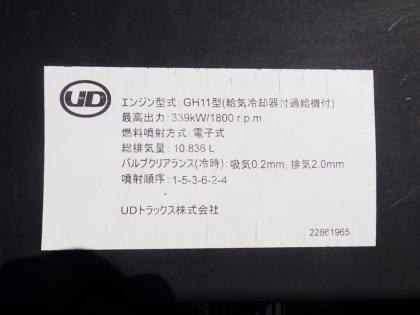 UD
エンジン型式:GH11型(給気冷却器付過給機付)
最高出力:339kW/1800 r.p.m.
燃料噴射方式:電子式
総排気量:10.836 L
バルブクリアランス(冷時):吸気0.2mm, 排気2.0mm
噴射順序:1-5-3-6-2-4
UDトラックス株式会社
22861965